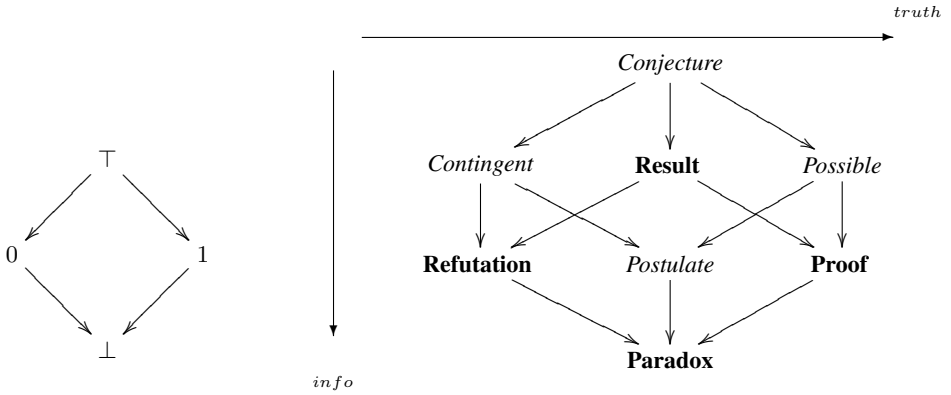 truth
Conjecture
⊤
Contingent Result Possible
0 1
Refutation Postulate Proof
⊥
Paradox
info